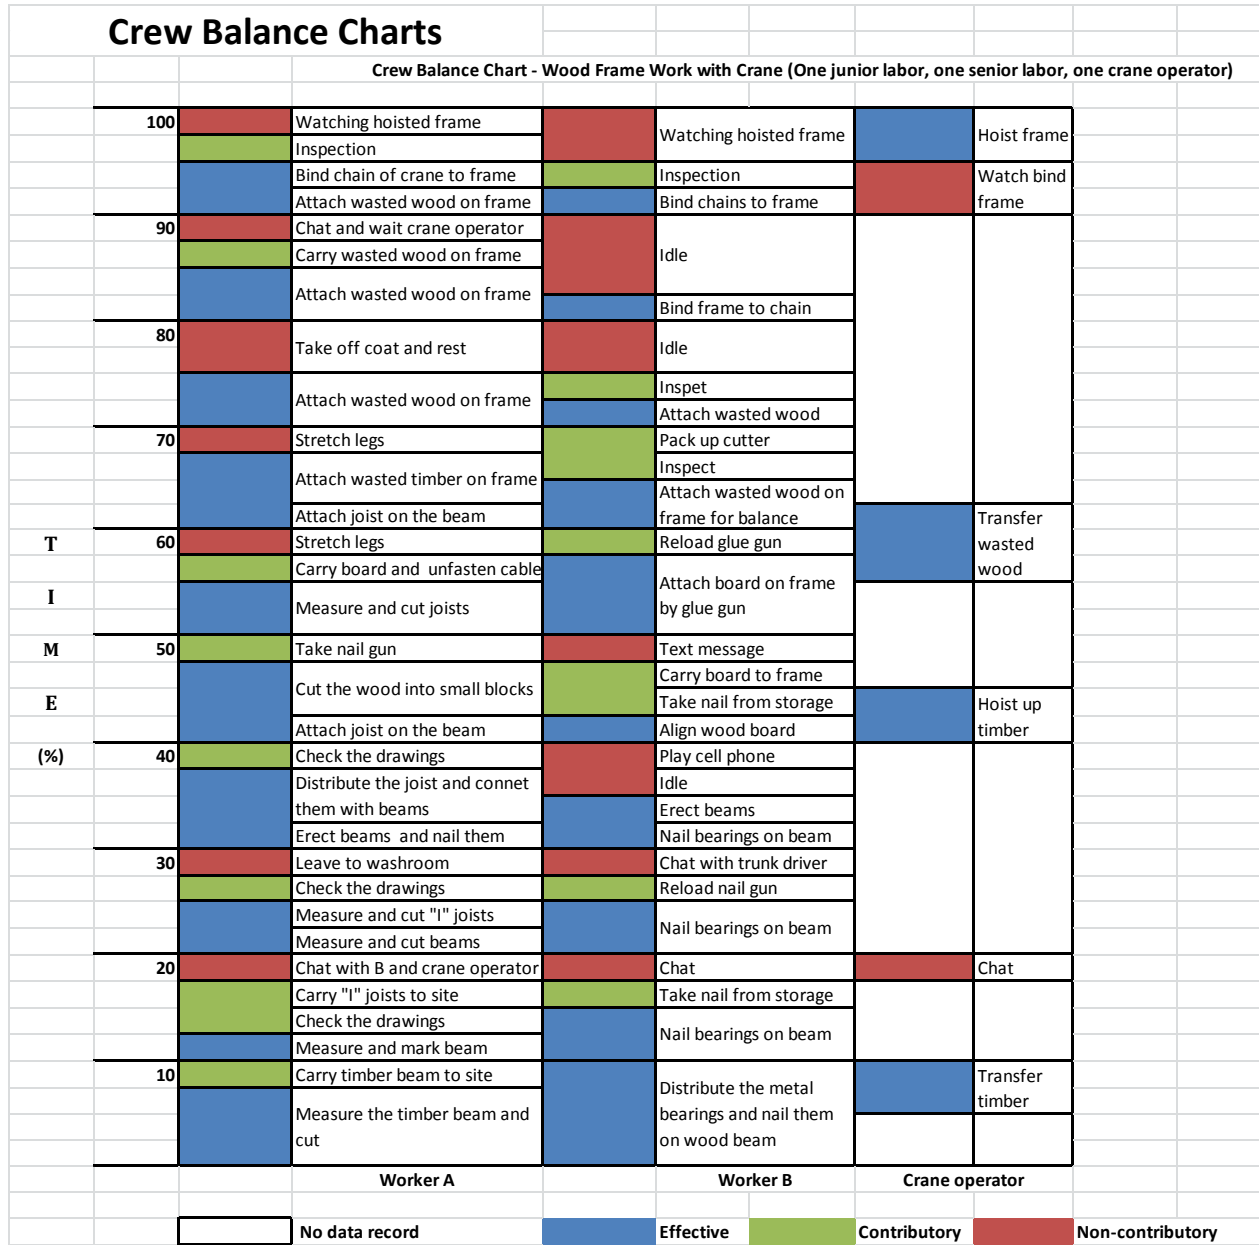 Crew Balance Charts
Crew Balance Chart - Wood Frame Work with Crane (One junior labor, one senior labor, one crane operator)
100
Watching hoisted frame
Watching hoisted frame
Hoist frame
Inspection
Bind chain of crane to frame
Inspection
Watch bind
frame
Attach wasted wood on frame
Bind chains to frame
90
Chat and wait crane operator
Idle
Carry wasted wood on frame
Attach wasted wood on frame
Bind frame to chain
80
Take off coat and rest
Idle
Attach wasted wood on frame
Inspet
Attach wasted wood
70
Stretch legs
Pack up cutter
Attach wasted timber on frame
Inspect
Attach wasted wood on
frame for balance
Attach joist on the beam
Transfer
wasted
wood
T
60
Stretch legs
Reload glue gun
Carry board and unfasten cable
Attach board on frame
by glue gun
I
Measure and cut joists
M
50
Take nail gun
Text message
Cut the wood into small blocks
Carry board to frame
E
Take nail from storage
Hoist up
timber
Attach joist on the beam
Align wood board
(%)
40
Check the drawings
Play cell phone
Distribute the joist and connet
them with beams
Idle
Erect beams
Erect beams and nail them
Nail bearings on beam
30
Leave to washroom
Chat with trunk driver
Check the drawings
Reload nail gun
Measure and cut "I" joists
Nail bearings on beam
Measure and cut beams
20
Chat with B and crane operator
Chat
Chat
Carry "I" joists to site
Take nail from storage
Check the drawings
Nail bearings on beam
Measure and mark beam
10
Carry timber beam to site
Distribute the metal
bearings and nail them
on wood beam
Transfer
timber
Measure the timber beam and
cut
Worker A
Worker B
Crane operator
No data record
Effective
Contributory
Non-contributory